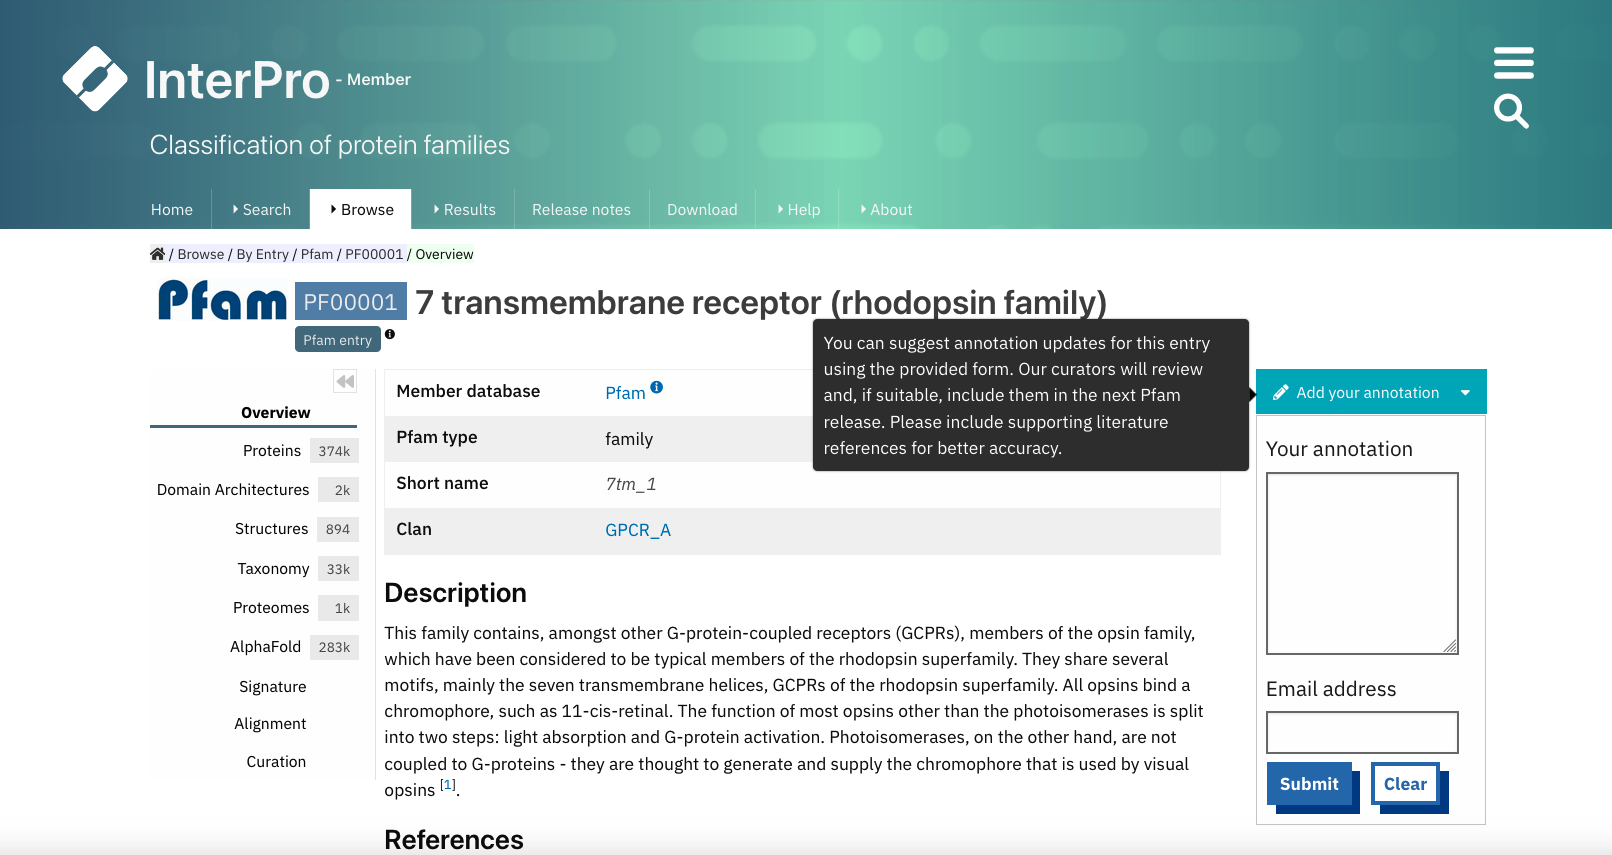 InterPro - Member
Classification of protein families
Home
Search
Browse
Results
Release notes
Download
Help
About
/ Browse / By Entry / Pfam / PF00001 / Overview
Pfam PF00001 7 transmembrane receptor (rhodopsin family)
Pfam entry
You can suggest annotation updates for this entry
using the provided form. Our curators will review
and, if suitable, include them in the next Pfam
release. Please include supporting literature
references for better accuracy.
Overview
Proteins 374k
Domain Architectures 2k
Structures 894
Taxonomy 33k
Proteomes 1k
AlphaFold 283k
Signature
Alignment
Curation
Member database Pfam
Pfam type family
Short name 7tm_1
Clan GPCR_A
Description
This family contains, amongst other G-protein-coupled receptors (GCPRs), members of the opsin family,
which have been considered to be typical members of the rhodopsin superfamily. They share several
motifs, mainly the seven transmembrane helices, GCPRs of the rhodopsin superfamily. All opsins bind a
chromophore, such as 11-cis-retinal. The function of most opsins other than the photoisomerases is split
into two steps: light absorption and G-protein activation. Photoisomerases, on the other hand, are not
coupled to G-proteins - they are thought to generate and supply the chromophore that is used by visual
opsins [1].
References
Add your annotation
Your annotation
Email address
Submit
Clear